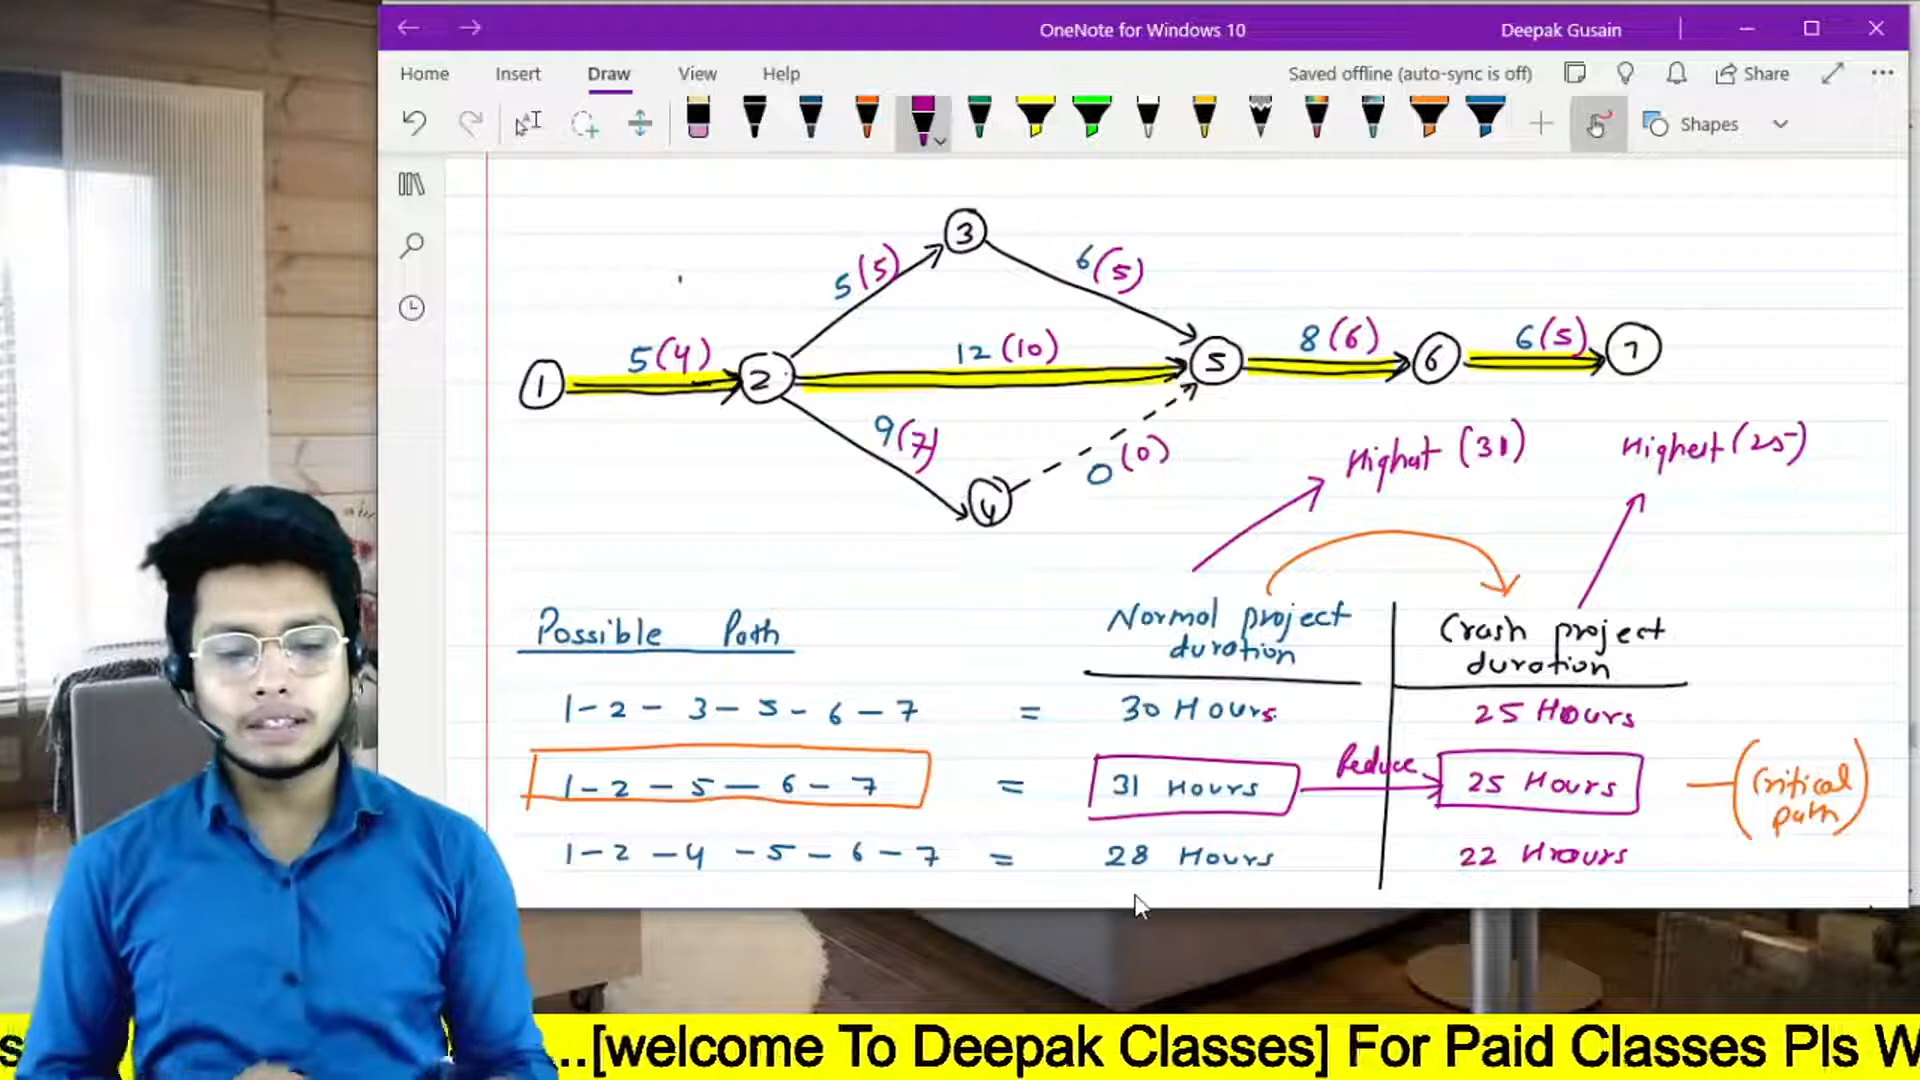 OneNote for Windows 10
Deepak Gusain
Home Insert Draw View Help
Saved offline (auto-sync is off)
Share
Shapes
3
5(5)
6(5)
1
5(4)
2
12(10)
5
8(6)
6
6(5)
7
9(7)
4
0(0)
Highest (31)
Highest (25)
Possible Path
Normal project
duration
Crash project
duration
1-2-3-5-6-7 = 30 Hours 25 Hours
1-2-5-6-7 = 31 Hours Reduce 25 Hours (Critical
path)
1-2-4-5-6-7 = 28 Hours 22 Hours
s ...[welcome To Deepak Classes] For Paid Classes Pls W